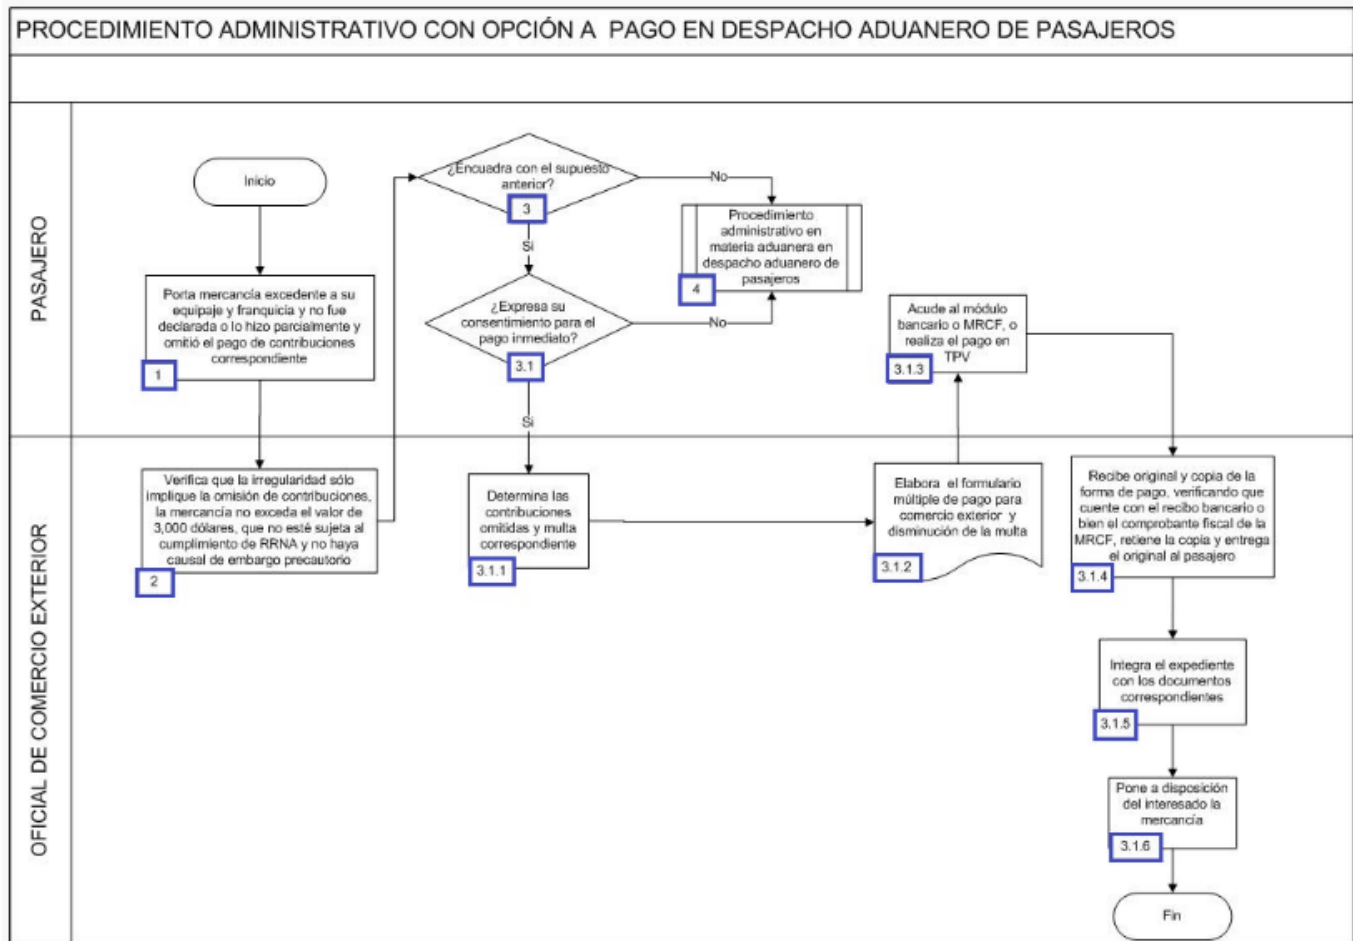 PROCEDIMIENTO ADMINISTRATIVO CON OPCIÓN A PAGO EN DESPACHO ADUANERO DE PASAJEROS
PASAJERO
Inicio
Porta mercancía excedente a su
equipaje y franquicia y no fue
declarada o lo hizo parcialmente y
omitió el pago de contribuciones
correspondiente
1
Verifica que la irregularidad sólo
implique la omisión de contribuciones,
la mercancía no exceda el valor de
3,000 dólares, que no esté sujeta al
cumplimiento de RRNA y no haya
causal de embargo precautorio
2
¿Encuadra con el supuesto
anterior?
3
No
Si
Procedimiento
administrativo en
materia aduanera en
despacho aduanero de
pasajeros
4
¿Expresa su
consentimiento para el
pago inmediato?
3.1
No
Si
OFICIAL DE COMERCIO EXTERIOR
Determina las
contribuciones
omitidas y multa
correspondiente
3.1.1
Elabora el formulario
múltiple de pago para
comercio exterior y
disminución de la multa
3.1.2
Acude al módulo
bancario o MRCF, o
realiza el pago en
TPV
3.1.3
Recibe original y copia de la
forma de pago, verificando que
cuente con el recibo bancario o
bien el comprobante fiscal de la
MRCF, retiene la copia y entrega
el original al pasajero
3.1.4
Integra el expediente
con los documentos
correspondientes
3.1.5
Pone a disposición
del interesado la
mercancía
3.1.6
Fin